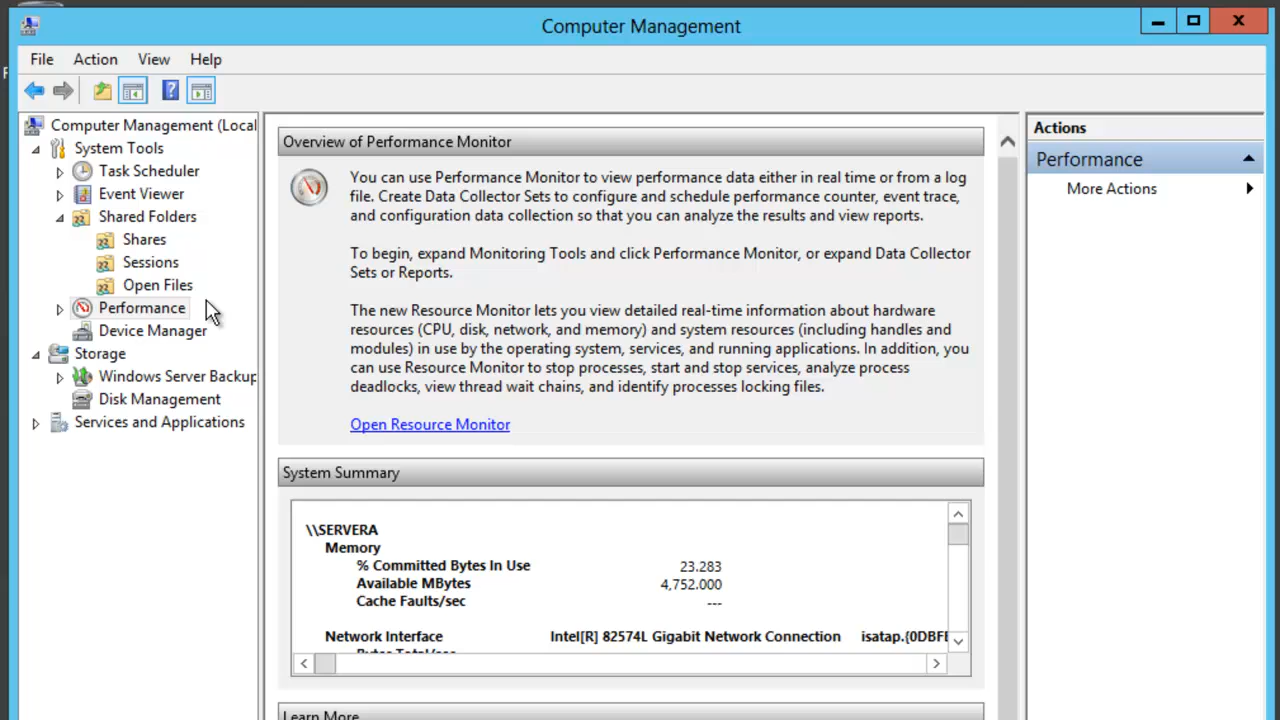 Computer Management
File Action View Help
Computer Management (Local
System Tools
Task Scheduler
Event Viewer
Shared Folders
Shares
Sessions
Open Files
Performance
Device Manager
Storage
Windows Server Backup
Disk Management
Services and Applications
Overview of Performance Monitor
You can use Performance Monitor to view performance data either in real time or from a log
file. Create Data Collector Sets to configure and schedule performance counter, event trace,
and configuration data collection so that you can analyze the results and view reports.
To begin, expand Monitoring Tools and click Performance Monitor, or expand Data Collector
Sets or Reports.
The new Resource Monitor lets you view detailed real-time information about hardware
resources (CPU, disk, network, and memory) and system resources (including handles and
modules) in use by the operating system, services, and running applications. In addition, you
can use Resource Monitor to stop processes, start and stop services, analyze process
deadlocks, view thread wait chains, and identify processes locking files.
Open Resource Monitor
System Summary
\\SERVERA
Memory
% Committed Bytes In Use 23.283
Available MBytes 4,752.000
Cache Faults/sec ---
Network Interface Intel[R] 82574L Gigabit Network Connection isatap.{0DBFE
Bytes Total/sec
Learn More
Actions
Performance
More Actions